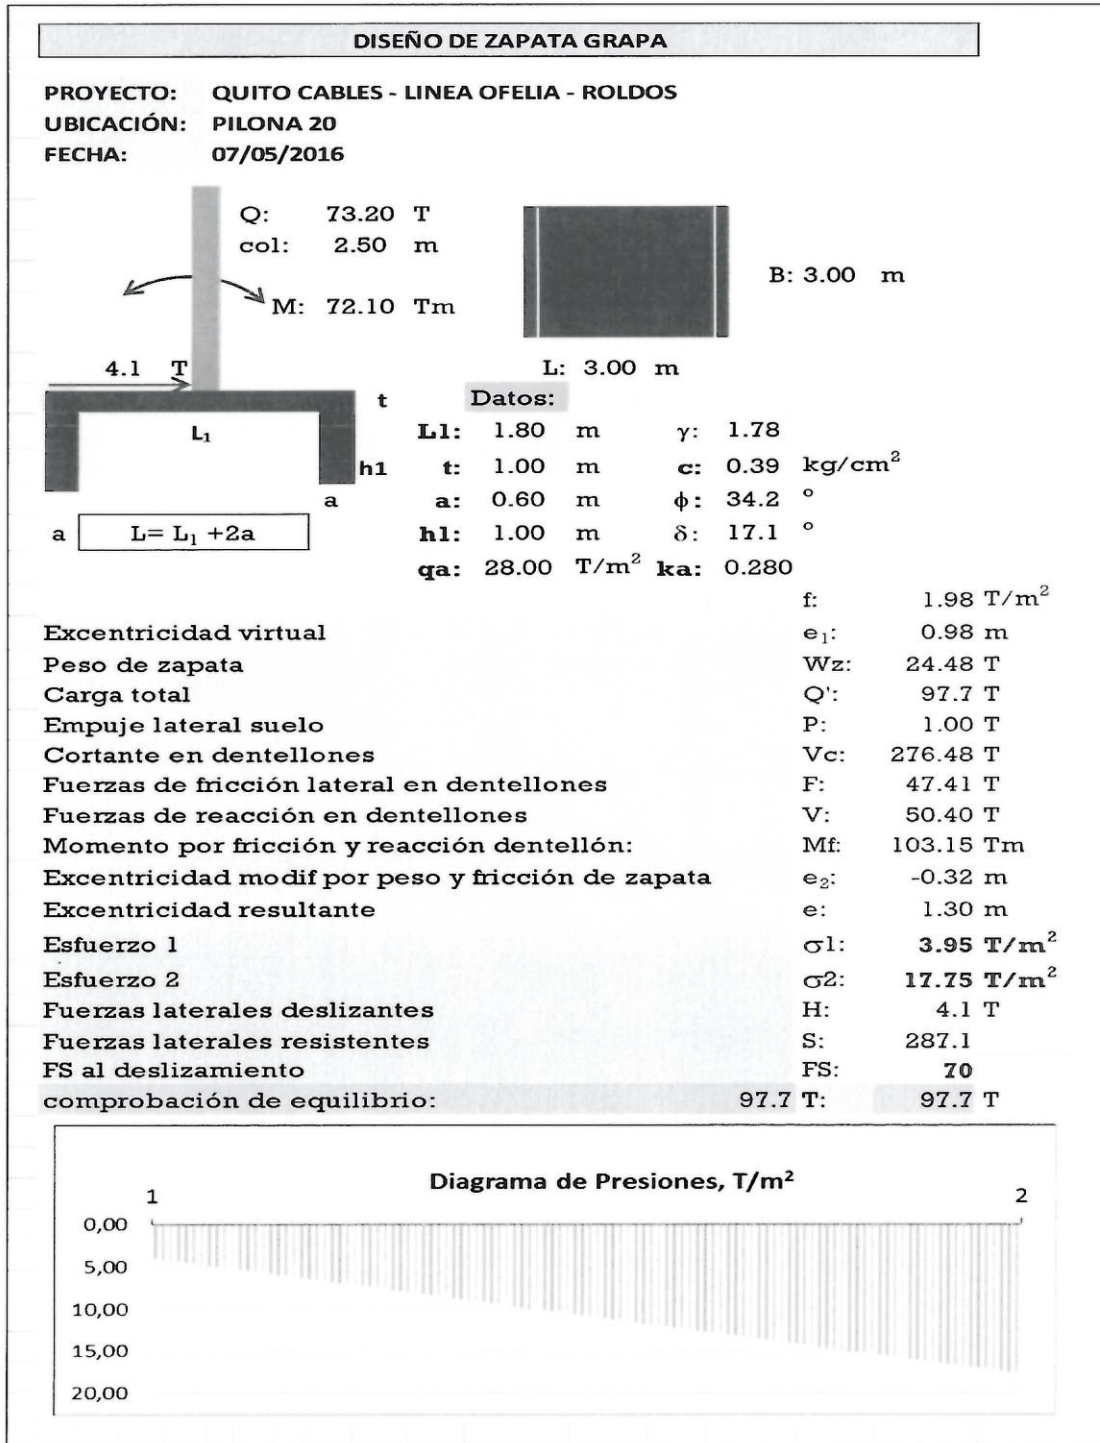 DISEÑO DE ZAPATA GRAPA
PROYECTO: QUITO CABLES - LINEA OFELIA - ROLDOS
UBICACIÓN: PILONA 20
FECHA: 07/05/2016
Q: 73.20 T
col: 2.50 m
B: 3.00 m
M: 72.10 Tm
4.1 T
L: 3.00 m
t
Datos:
L₁
L1: 1.80 m γ: 1.78
h1
t: 1.00 m c: 0.39 kg/cm²
a
a: 0.60 m ϕ: 34.2 °
a
L= L₁ +2a
h1: 1.00 m δ: 17.1 °
qa: 28.00 T/m² ka: 0.280
f: 1.98 T/m²
Excentricidad virtual e₁: 0.98 m
Peso de zapata Wz: 24.48 T
Carga total Q': 97.7 T
Empuje lateral suelo P: 1.00 T
Cortante en dentellones Vc: 276.48 T
Fuerzas de fricción lateral en dentellones F: 47.41 T
Fuerzas de reacción en dentellones V: 50.40 T
Momento por fricción y reacción dentellón: Mf: 103.15 Tm
Excentricidad modif por peso y fricción de zapata e₂: -0.32 m
Excentricidad resultante e: 1.30 m
Esfuerzo 1 σ1: 3.95 T/m²
Esfuerzo 2 σ2: 17.75 T/m²
Fuerzas laterales deslizantes H: 4.1 T
Fuerzas laterales resistentes S: 287.1
FS al deslizamiento FS: 70
comprobación de equilibrio: 97.7 T: 97.7 T
Diagrama de Presiones, T/m²
1 2
0,00
5,00
10,00
15,00
20,00